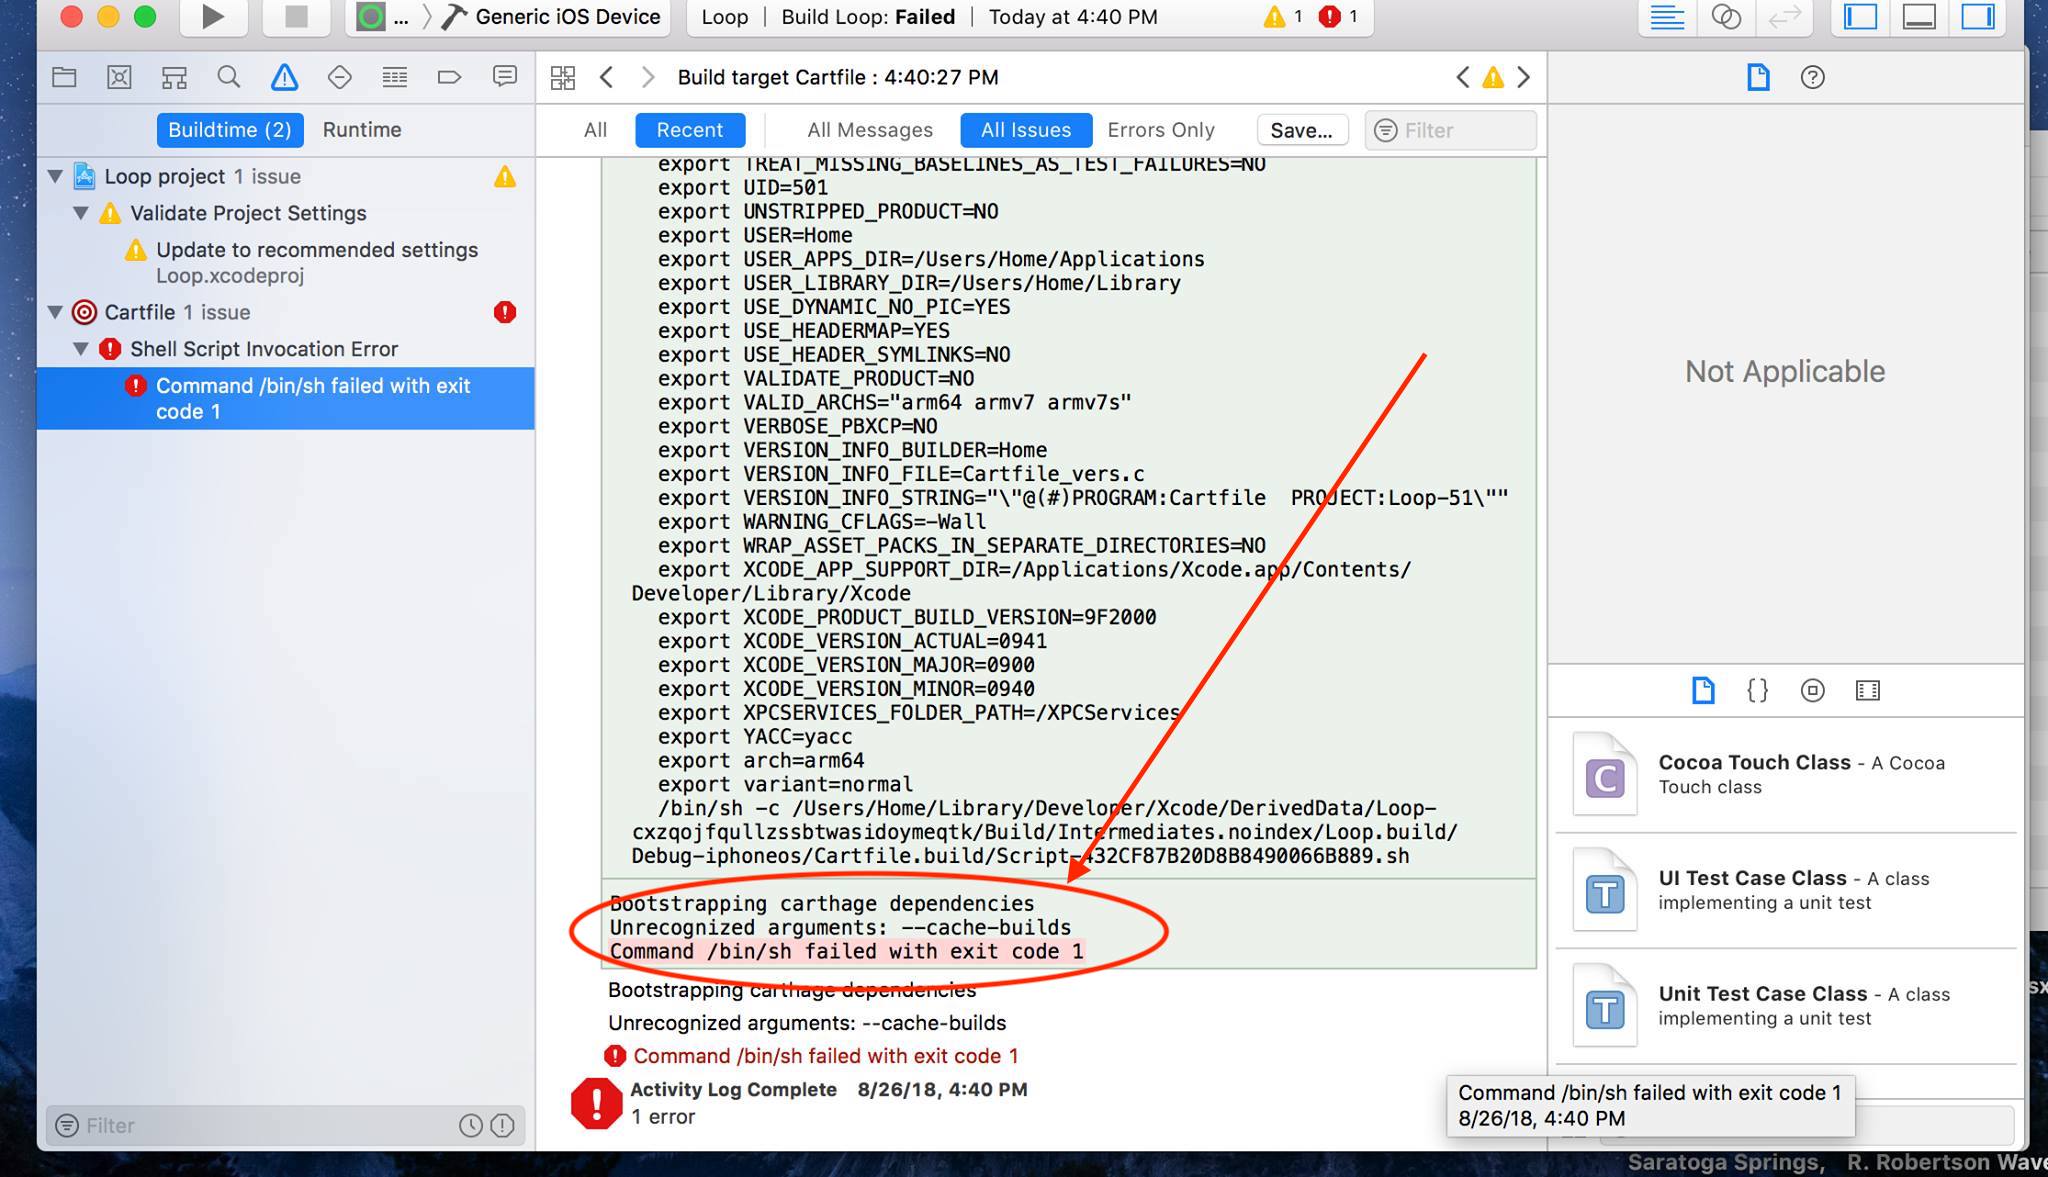 ... Generic iOS Device
Loop | Build Loop: Failed | Today at 4:40 PM
1 1
Build target Cartfile : 4:40:27 PM
Buildtime (2) Runtime
All Recent All Messages All Issues Errors Only Save... Filter
Loop project 1 issue
Validate Project Settings
Update to recommended settings
Loop.xcodeproj
Cartfile 1 issue
Shell Script Invocation Error
Command /bin/sh failed with exit
code 1
Filter
export TREAT_MISSING_BASELINES_AS_TEST_FAILURES=NO
export UID=501
export UNSTRIPPED_PRODUCT=NO
export USER=Home
export USER_APPS_DIR=/Users/Home/Applications
export USER_LIBRARY_DIR=/Users/Home/Library
export USE_DYNAMIC_NO_PIC=YES
export USE_HEADERMAP=YES
export USE_HEADER_SYMLINKS=NO
export VALIDATE_PRODUCT=NO
export VALID_ARCHS="arm64 armv7 armv7s"
export VERBOSE_PBXCP=NO
export VERSION_INFO_BUILDER=Home
export VERSION_INFO_FILE=Cartfile_vers.c
export VERSION_INFO_STRING="\"@(#)PROGRAM:Cartfile  PROJECT:Loop-51\""
export WARNING_CFLAGS=-Wall
export WRAP_ASSET_PACKS_IN_SEPARATE_DIRECTORIES=NO
export XCODE_APP_SUPPORT_DIR=/Applications/Xcode.app/Contents/
Developer/Library/Xcode
export XCODE_PRODUCT_BUILD_VERSION=9F2000
export XCODE_VERSION_ACTUAL=0941
export XCODE_VERSION_MAJOR=0900
export XCODE_VERSION_MINOR=0940
export XPCSERVICES_FOLDER_PATH=/XPCServices
export YACC=yacc
export arch=arm64
export variant=normal
/bin/sh -c /Users/Home/Library/Developer/Xcode/DerivedData/Loop-
cxzqojfqullzssbtwasidoymeqtk/Build/Intermediates.noindex/Loop.build/
Debug-iphoneos/Cartfile.build/Script-432CF87B20D8B8490066B889.sh
Bootstrapping carthage dependencies
Unrecognized arguments: --cache-builds
Command /bin/sh failed with exit code 1
Bootstrapping carthage dependencies
Unrecognized arguments: --cache-builds
Command /bin/sh failed with exit code 1
Activity Log Complete 8/26/18, 4:40 PM
1 error
Not Applicable
{}
C
Cocoa Touch Class - A Cocoa
Touch class
T
UI Test Case Class - A class
implementing a unit test
T
Unit Test Case Class - A class
implementing a unit test
Command /bin/sh failed with exit code 1
8/26/18, 4:40 PM
Saratoga Springs, R. Robertson Wave